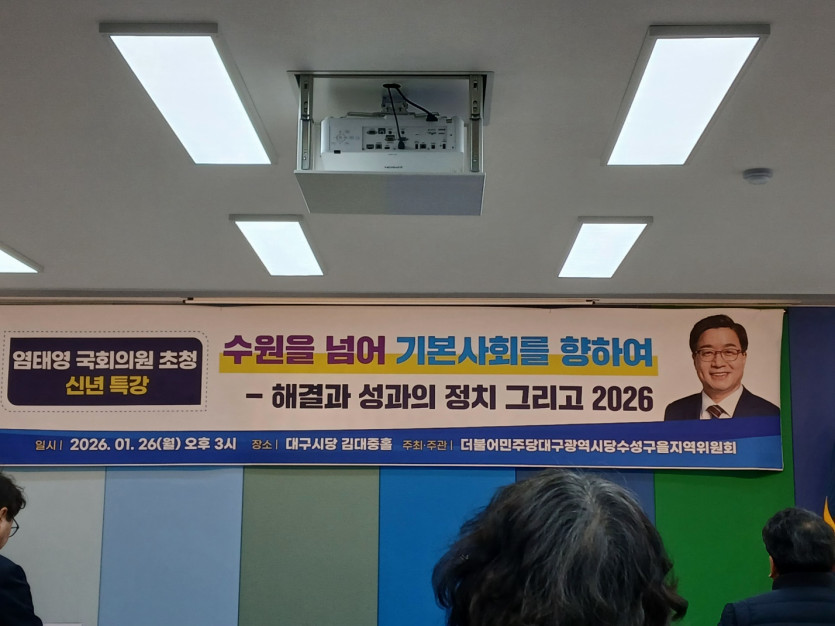 염태영 국회의원 초청
신년 특강
수원을 넘어 기본사회를 향하여
- 해결과 성과의 정치 그리고 2026
일시 | 2026. 01. 26(월) 오후 3시 장소 | 대구시당 김대중홀 주최·주관 | 더불어민주당대구광역시당수성구을지역위원회